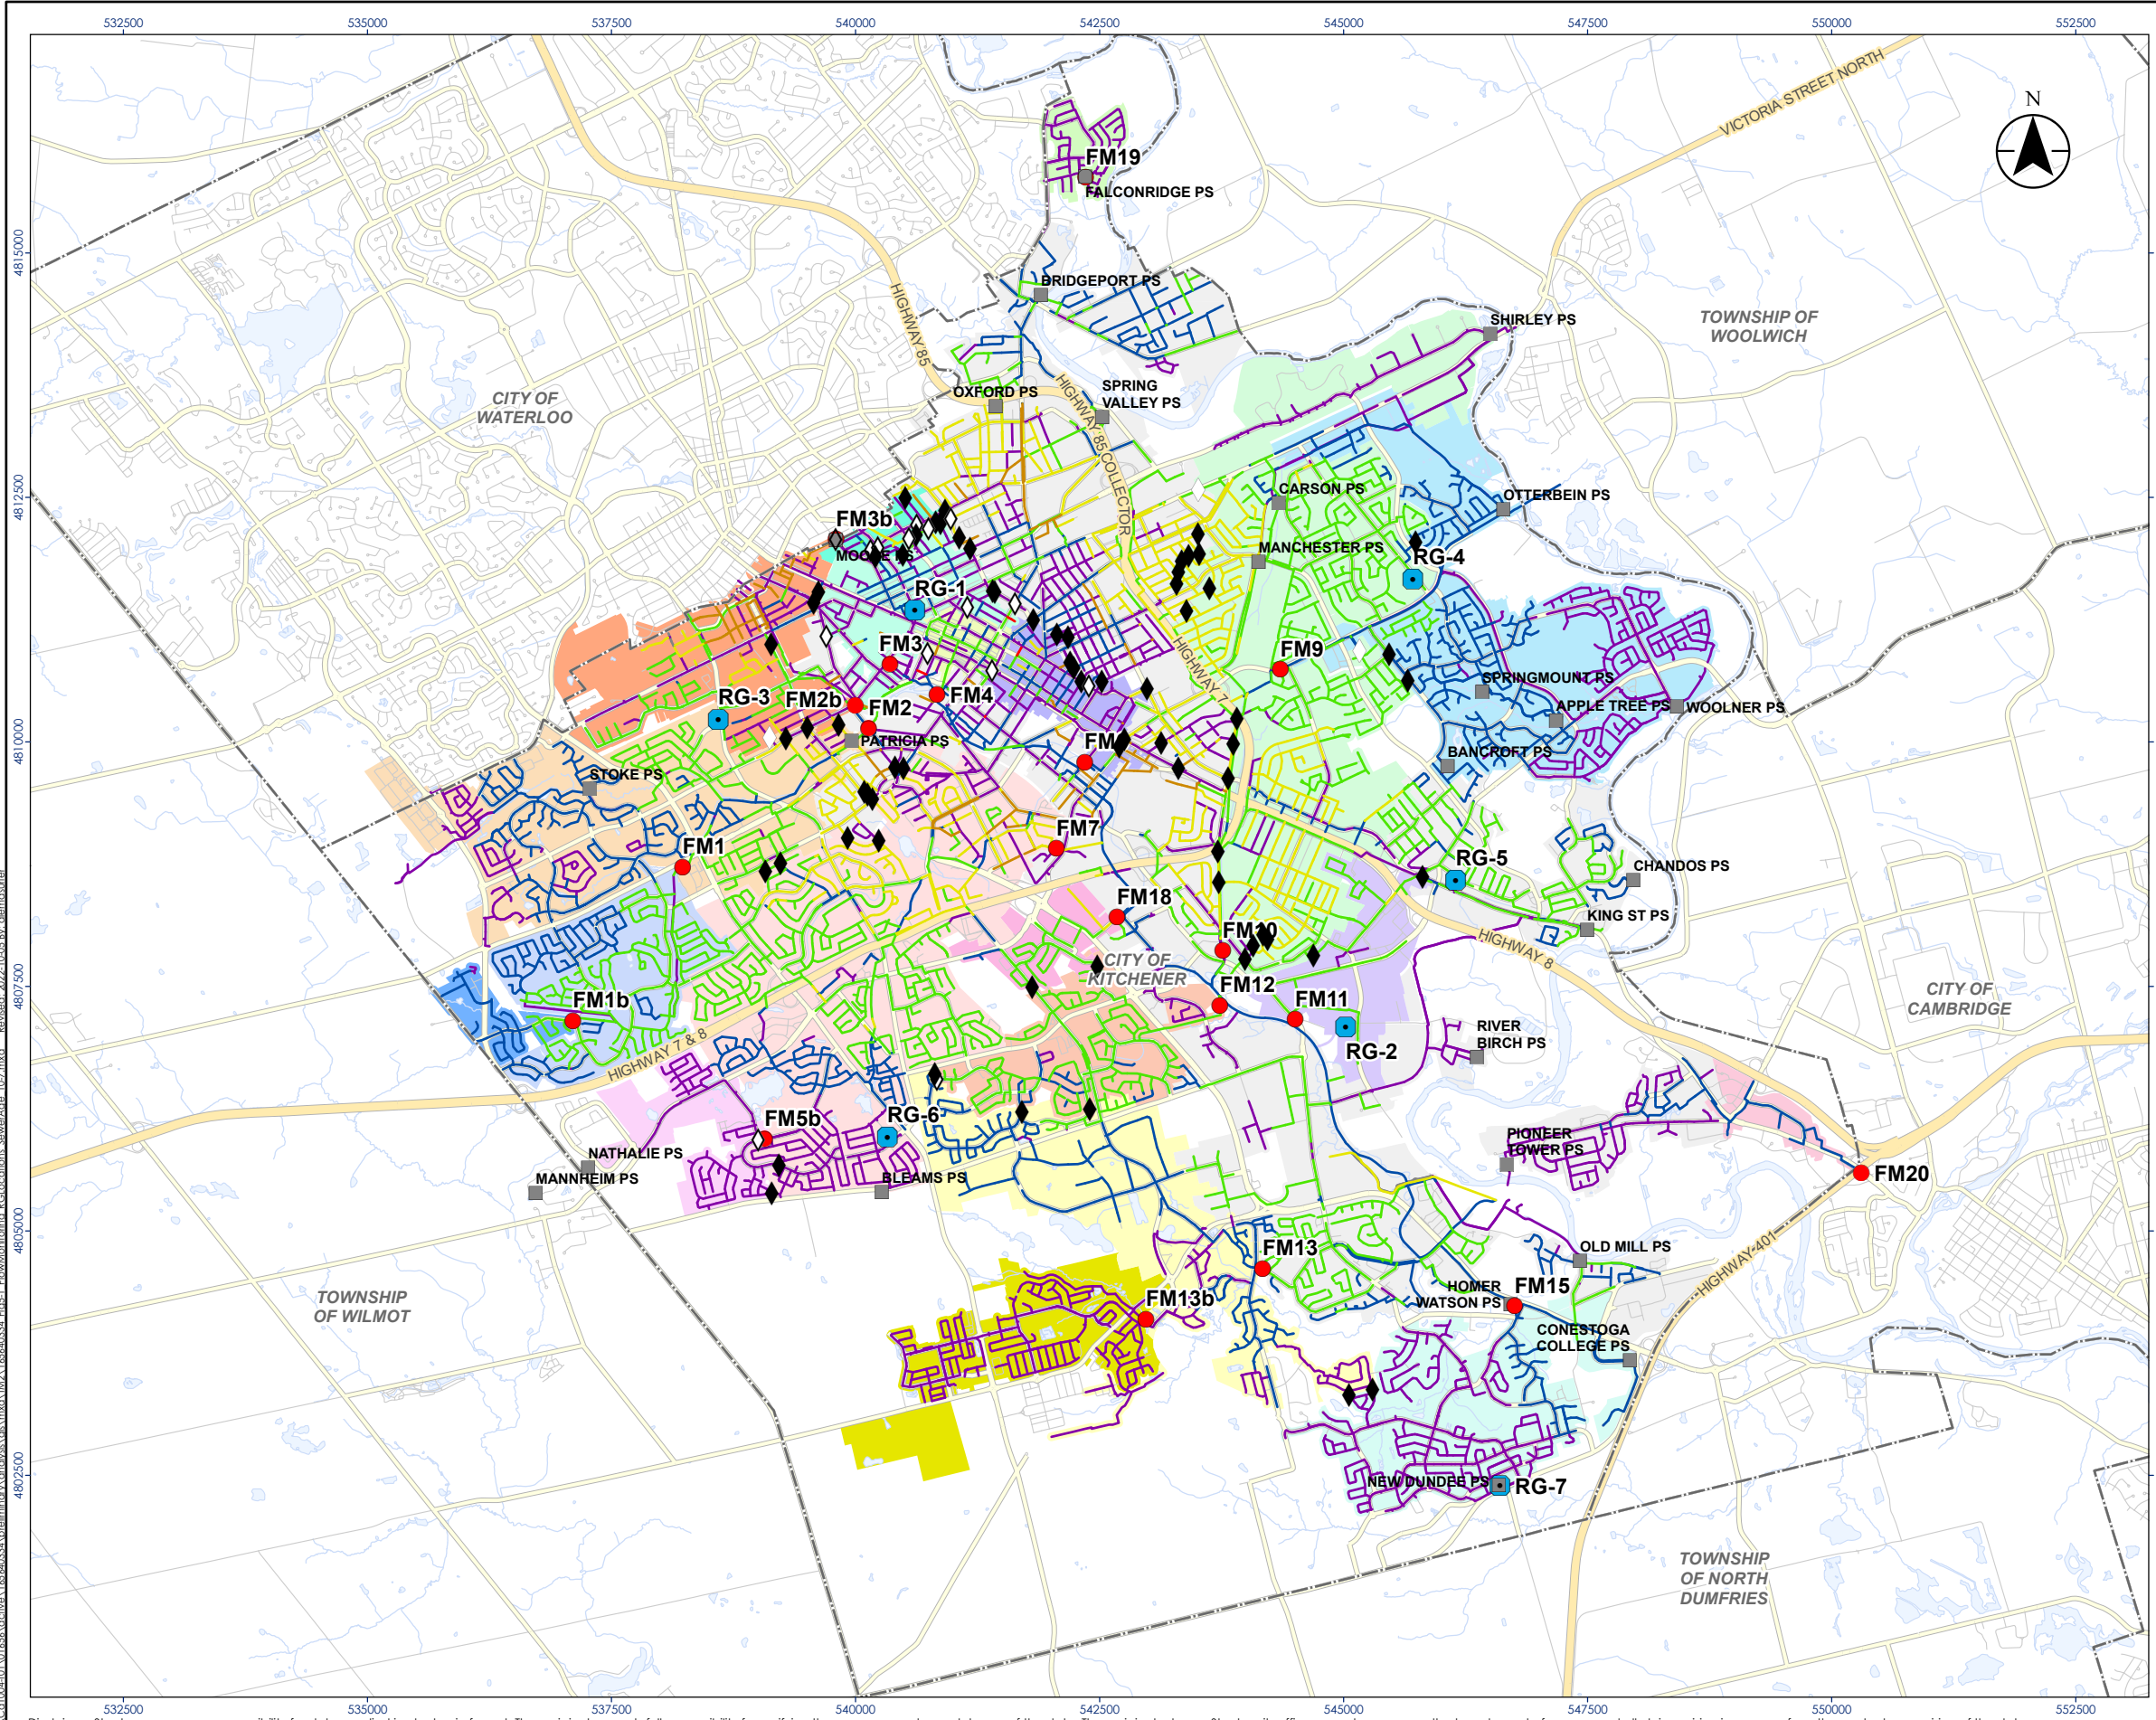 532500 535000 537500 540000 542500 545000 547500 550000 552500
VICTORIA STREET NORTH
N
FM19
FALCONRIDGE PS
4815000
BRIDGEPORT PS
HIGHWAY 85
SHIRLEY PS
TOWNSHIP OF
WOOLWICH
CITY OF
WATERLOO
OXFORD PS
SPRING
VALLEY PS
HIGHWAY 85 COLLECTOR
4812500
CARSON PS
OTTERBEIN PS
FM3b
MANCHESTER PS
RG-4
RG-1
FM3
HIGHWAY 7
FM9
SPRINGMOUNT PS
RG-3
FM2b
FM4
FM2
APPLE TREE PS
WOOLNER PS
4810000
PATRICIA PS
BANCROFT PS
STOKE PS
FM7
FM1
RG-5
CHANDOS PS
FM18
KING ST PS
FM10
HIGHWAY 8
CITY OF
KITCHENER
4807500
FM1b
FM12
FM11
CITY OF
CAMBRIDGE
RG-2
RIVER
BIRCH PS
HIGHWAY 7 & 8
FM5b
RG-6
PIONEER
TOWER PS
NATHALIE PS
MANNHEIM PS
BLEAMS PS
FM20
4805000
FM13
OLD MILL PS
HIGHWAY 401
HOMER
WATSON PS
FM15
TOWNSHIP
OF WILMOT
FM13b
CONESTOGA
COLLEGE PS
4802500
NEW DUNDEE PS
RG-7
TOWNSHIP
OF NORTH
DUMFRIES
532500 535000 537500 540000 542500 545000 547500 550000 552500